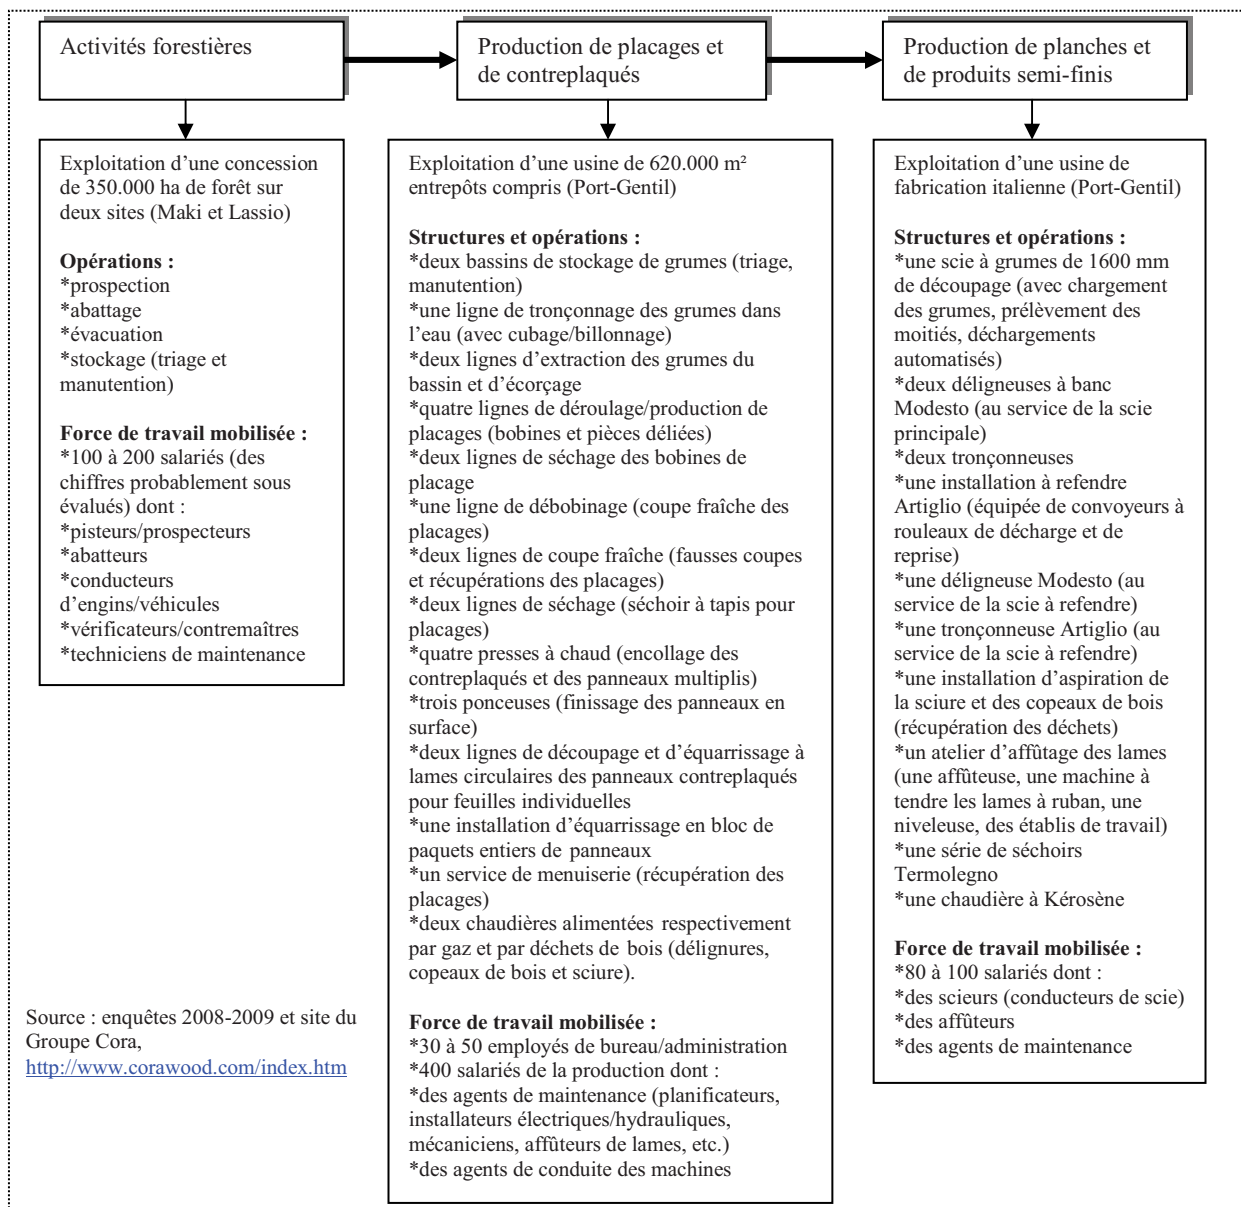 Activités forestières
Production de placages et
de contreplaqués
Production de planches et
de produits semi-finis
Exploitation d'une concession
de 350.000 ha de forêt sur
deux sites (Maki et Lassio)
Opérations :
*prospection
*abattage
*évacuation
*stockage (triage et
manutention)
Force de travail mobilisée :
*100 à 200 salariés (des
chiffres probablement sous
évalués) dont :
*pisteurs/prospecteurs
*abatteurs
*conducteurs
d'engins/véhicules
*vérificateurs/contremaîtres
*techniciens de maintenance
Exploitation d'une usine de 620.000 m²
entrepôts compris (Port-Gentil)
Structures et opérations :
*deux bassins de stockage de grumes (triage,
manutention)
*une ligne de tronçonnage des grumes dans
l'eau (avec cubage/billonnage)
*deux lignes d'extraction des grumes du
bassin et d'écorçage
*quatre lignes de déroulage/production de
placages (bobines et pièces déliées)
*deux lignes de séchage des bobines de
placage
*une ligne de débobinage (coupe fraîche des
placages)
*deux lignes de coupe fraîche (fausses coupes
et récupérations des placages)
*deux lignes de séchage (séchoir à tapis pour
placages)
*quatre presses à chaud (encollage des
contreplaqués et des panneaux multiplis)
*trois ponceuses (finissage des panneaux en
surface)
*deux lignes de découpage et d'équarrissage à
lames circulaires des panneaux contreplaqués
pour feuilles individuelles
*une installation d'équarrissage en bloc de
paquets entiers de panneaux
*un service de menuiserie (récupération des
placages)
*deux chaudières alimentées respectivement
par gaz et par déchets de bois (délignures,
copeaux de bois et sciure).
Force de travail mobilisée :
*30 à 50 employés de bureau/administration
*400 salariés de la production dont :
*des agents de maintenance (planificateurs,
installateurs électriques/hydrauliques,
mécaniciens, affûteurs de lames, etc.)
*des agents de conduite des machines
Exploitation d'une usine de
fabrication italienne (Port-Gentil)
Structures et opérations :
*une scie à grumes de 1600 mm
de découpage (avec chargement
des grumes, prélèvement des
moitiés, déchargements
automatisés)
*deux déligneuses à banc
Modesto (au service de la scie
principale)
*deux tronçonneuses
*une installation à refendre
Artiglio (équipée de convoyeurs à
rouleaux de décharge et de
reprise)
*une déligneuse Modesto (au
service de la scie à refendre)
*une tronçonneuse Artiglio (au
service de la scie à refendre)
*une installation d'aspiration de
la sciure et des copeaux de bois
(récupération des déchets)
*un atelier d'affûtage des lames
(une affûteuse, une machine à
tendre les lames à ruban, une
niveleuse, des établis de travail)
*une série de séchoirs
Termolegno
*une chaudière à Kérosène
Force de travail mobilisée :
*80 à 100 salariés dont :
*des scieurs (conducteurs de scie)
*des affûteurs
*des agents de maintenance
Source : enquêtes 2008-2009 et site du
Groupe Cora,
http://www.corawood.com/index.htm